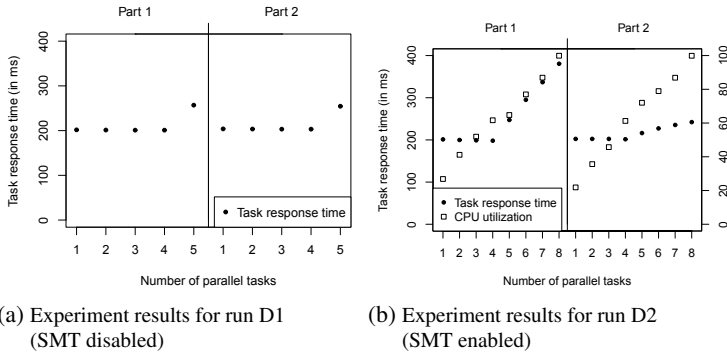 Part 1 Part 2
Task response time (in ms)
0 100 200 300 400
Task response time
1 2 3 4 5 1 2 3 4 5
Number of parallel tasks
(a) Experiment results for run D1
(SMT disabled)
Part 1 Part 2
Task response time (in ms)
0 100 200 300 400
0 20 40 60 80 100
Task response time
CPU utilization
1 2 3 4 5 6 7 8 1 2 3 4 5 6 7 8
Number of parallel tasks
(b) Experiment results for run D2
(SMT enabled)